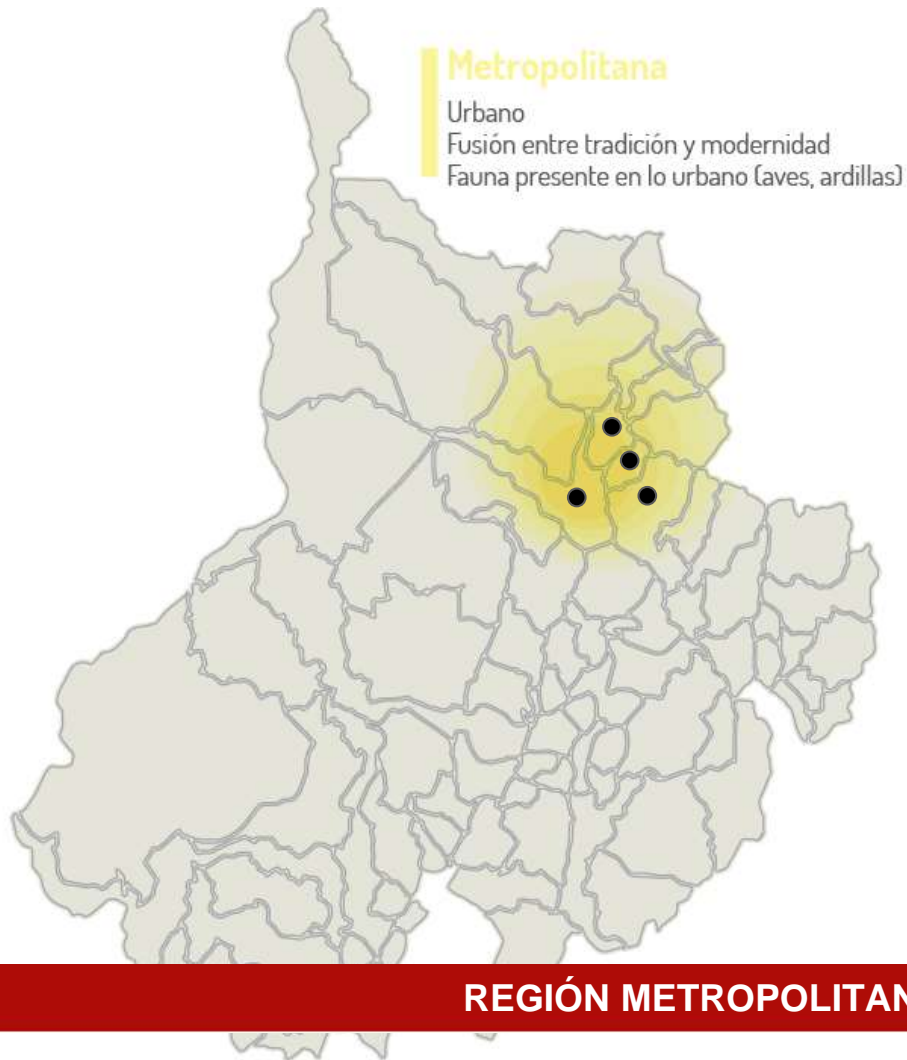 Metropolitana
Urbano
Fusión entre tradición y modernidad
Fauna presente en lo urbano (aves, ardillas)
REGIÓN METROPOLITAN